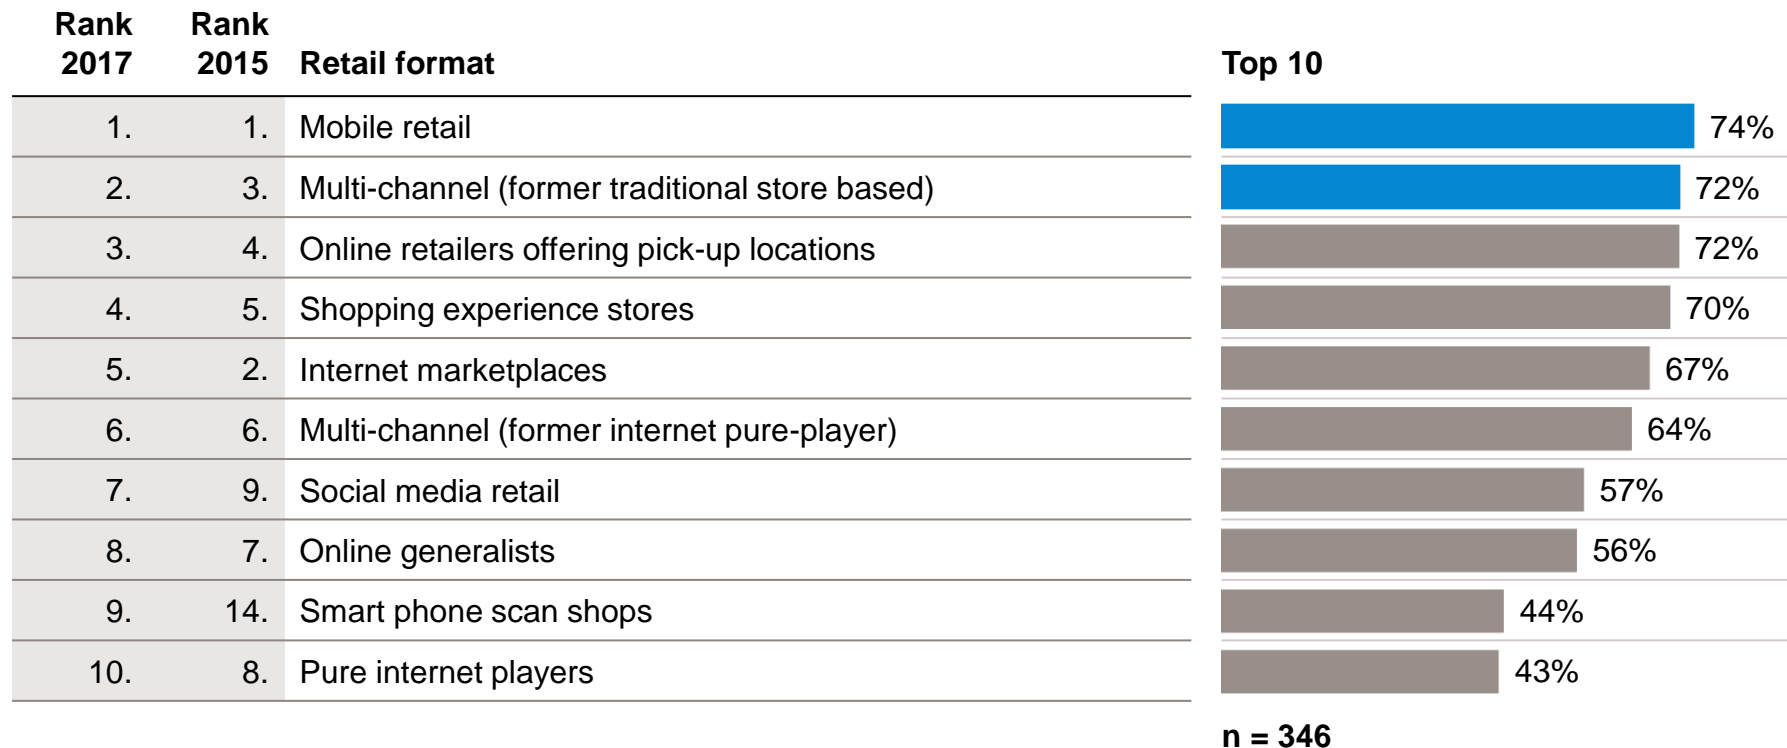 Rank 2017 Rank 2015 Retail format Top 10
1. 1. Mobile retail 74%
2. 3. Multi-channel (former traditional store based) 72%
3. 4. Online retailers offering pick-up locations 72%
4. 5. Shopping experience stores 70%
5. 2. Internet marketplaces 67%
6. 6. Multi-channel (former internet pure-player) 64%
7. 9. Social media retail 57%
8. 7. Online generalists 56%
9. 14. Smart phone scan shops 44%
10. 8. Pure internet players 43%
n = 346